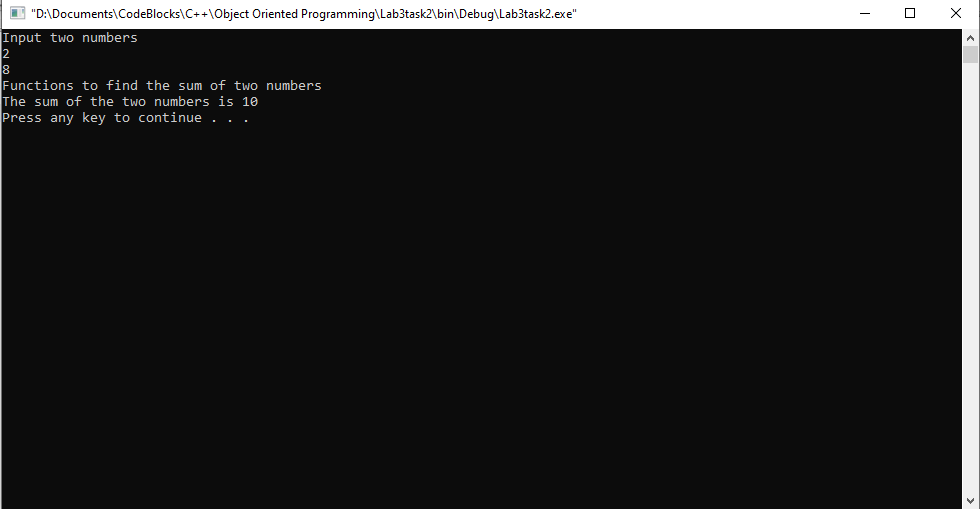 "D:\Documents\CodeBlocks\C++\Object Oriented Programming\Lab3task2\bin\Debug\Lab3task2.exe"
Input two numbers
2
8
Functions to find the sum of two numbers
The sum of the two numbers is 10
Press any key to continue . . .